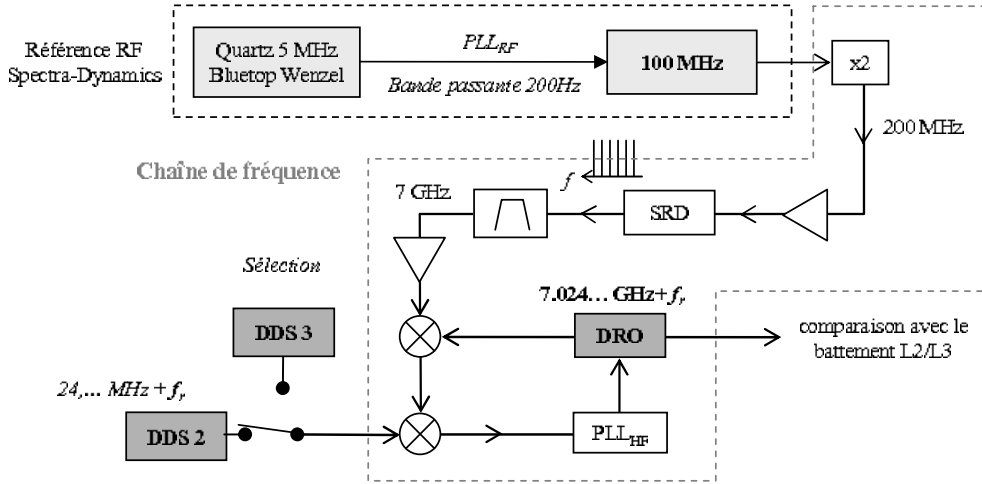 Référence RF
Spectra-Dynamics
Quartz 5 MHz
Bluetop Wenzel
PLL_RF
Bande passante 200Hz
100 MHz
x2
200 MHz
Chaîne de fréquence
f
7 GHz
SRD
Sélection
7.024… GHz+ f_r
DDS 3
DRO
comparaison avec le
battement L2/L3
24,… MHz + f_r
DDS 2
PLL_HF